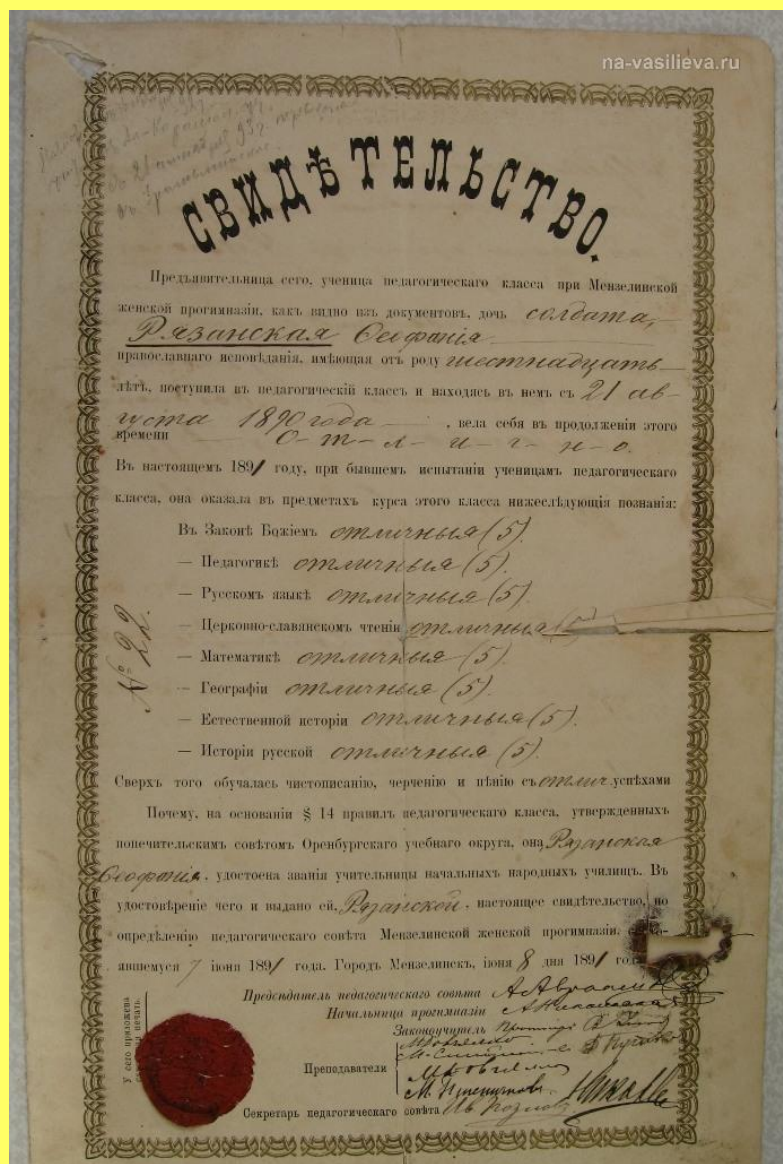 na-vasilieva.ru
СВИДѢТЕЛЬСТВО.
Предъявительница сего, ученица педагогическаго класса при Мензелинской
женской прогимназіи, какъ видно изъ документовъ, дочь солдата,
Рязанская Ѳеофанія
православнаго исповѣданія, имѣющая отъ роду шестнадцать
лѣтъ, поступила въ педагогическій классъ и находясь въ немъ съ 21 ав-
густа 1890 года, вела себя въ продолженіи этого
времени О-т-л-и-ч-н-о.
Въ настоящемъ 1891 году, при бывшемъ испытаніи ученицамъ педагогическаго
класса, она оказала въ предметахъ курса этого класса нижеслѣдующія познанія:
Въ Законѣ Божіемъ отличныя (5).
— Педагогикѣ отличныя (5).
— Русскомъ языкѣ отличныя (5).
— Церковно-славянскомъ чтеніи отличныя (5)
— Математикѣ отличныя (5).
— Географіи отличныя (5).
— Естественной исторіи отличныя (5).
— Исторіи русской отличныя (5).
№ 22.
Сверхъ того обучалась чистописанію, черченію и пѣнію съ отлич. успѣхами
Почему, на основаніи § 14 правилъ педагогическаго класса, утвержденныхъ
попечительскимъ совѣтомъ Оренбургскаго учебнаго округа, она, Рязанская
Ѳеофанія, удостоена званія учительницы начальныхъ народныхъ училищъ. Въ
удостовѣреніе чего и выдано ей, Рязанской, настоящее свидѣтельство, по
опредѣленію педагогическаго совѣта Мензелинской женской прогимназіи,
явшемуся 7 іюня 1891 года. Городъ Мензелинскъ, іюня 8 дня 1891
Предсѣдатель педагогическаго совѣта
Начальница прогимназіи
Законоучитель
Преподаватели
Секретарь педагогическаго совѣта
У сего приложена
печать.